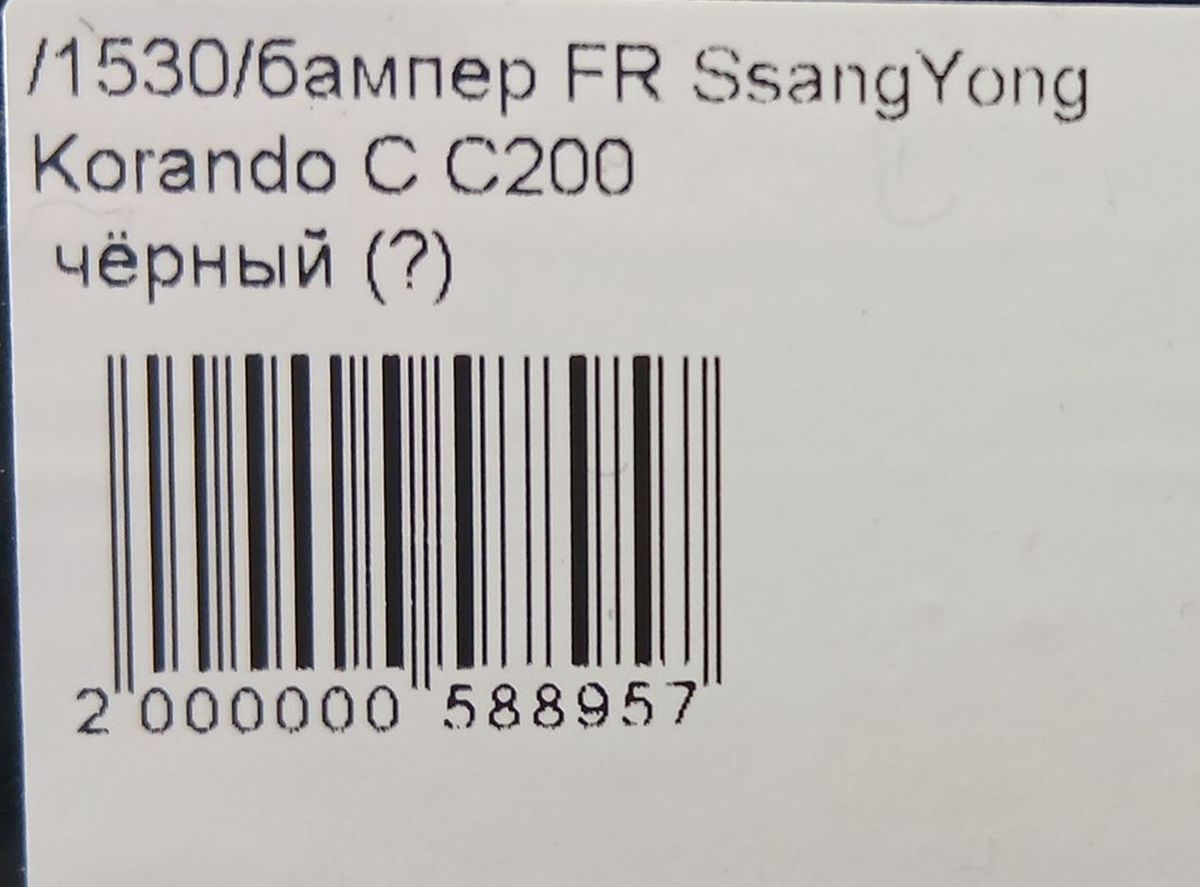 /1530/бампер FR SsangYong
Korando C C200
чёрный (?)
2 000000 588957